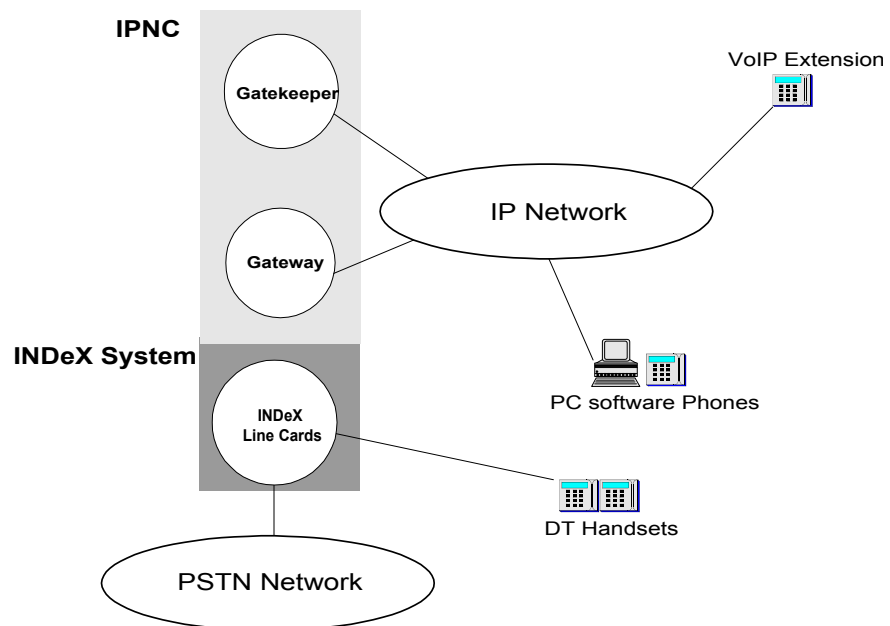 IPNC
Gatekeeper
VoIP Extension
IP Network
Gateway
INDeX System
INDeX
Line Cards
PC software Phones
DT Handsets
PSTN Network